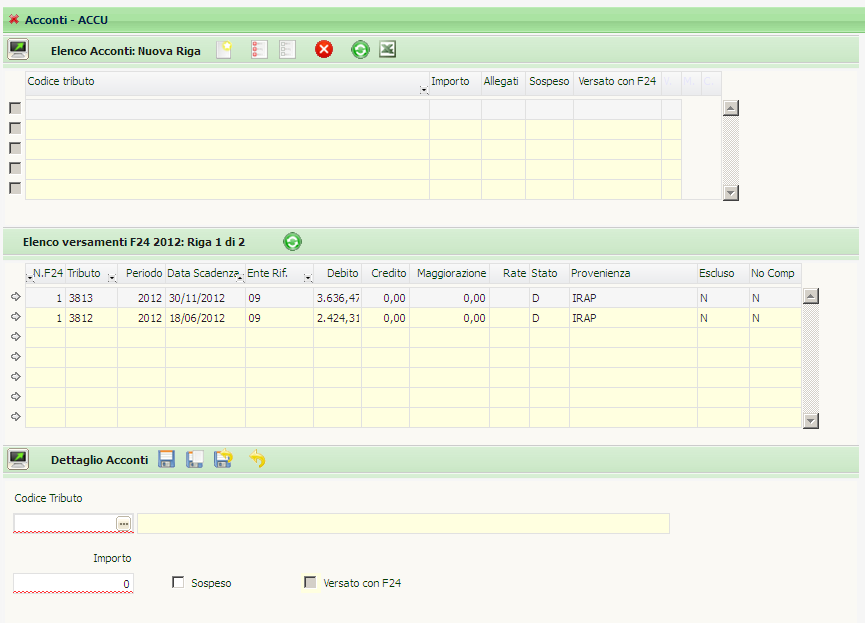 Acconti - ACCU
Elenco Acconti: Nuova Riga
Codice tributo Importo Allegati Sospeso Versato con F24 V. M. C.
Elenco versamenti F24 2012: Riga 1 di 2
N.F24 Tributo Periodo Data Scadenza Ente Rif. Debito Credito Maggiorazione Rate Stato Provenienza Escluso No Comp
1 3813 2012 30/11/2012 09 3.636,47 0,00 0,00 D IRAP N N
1 3812 2012 18/06/2012 09 2.424,31 0,00 0,00 D IRAP N N
Dettaglio Acconti
Codice Tributo
...
Importo
0 Sospeso Versato con F24